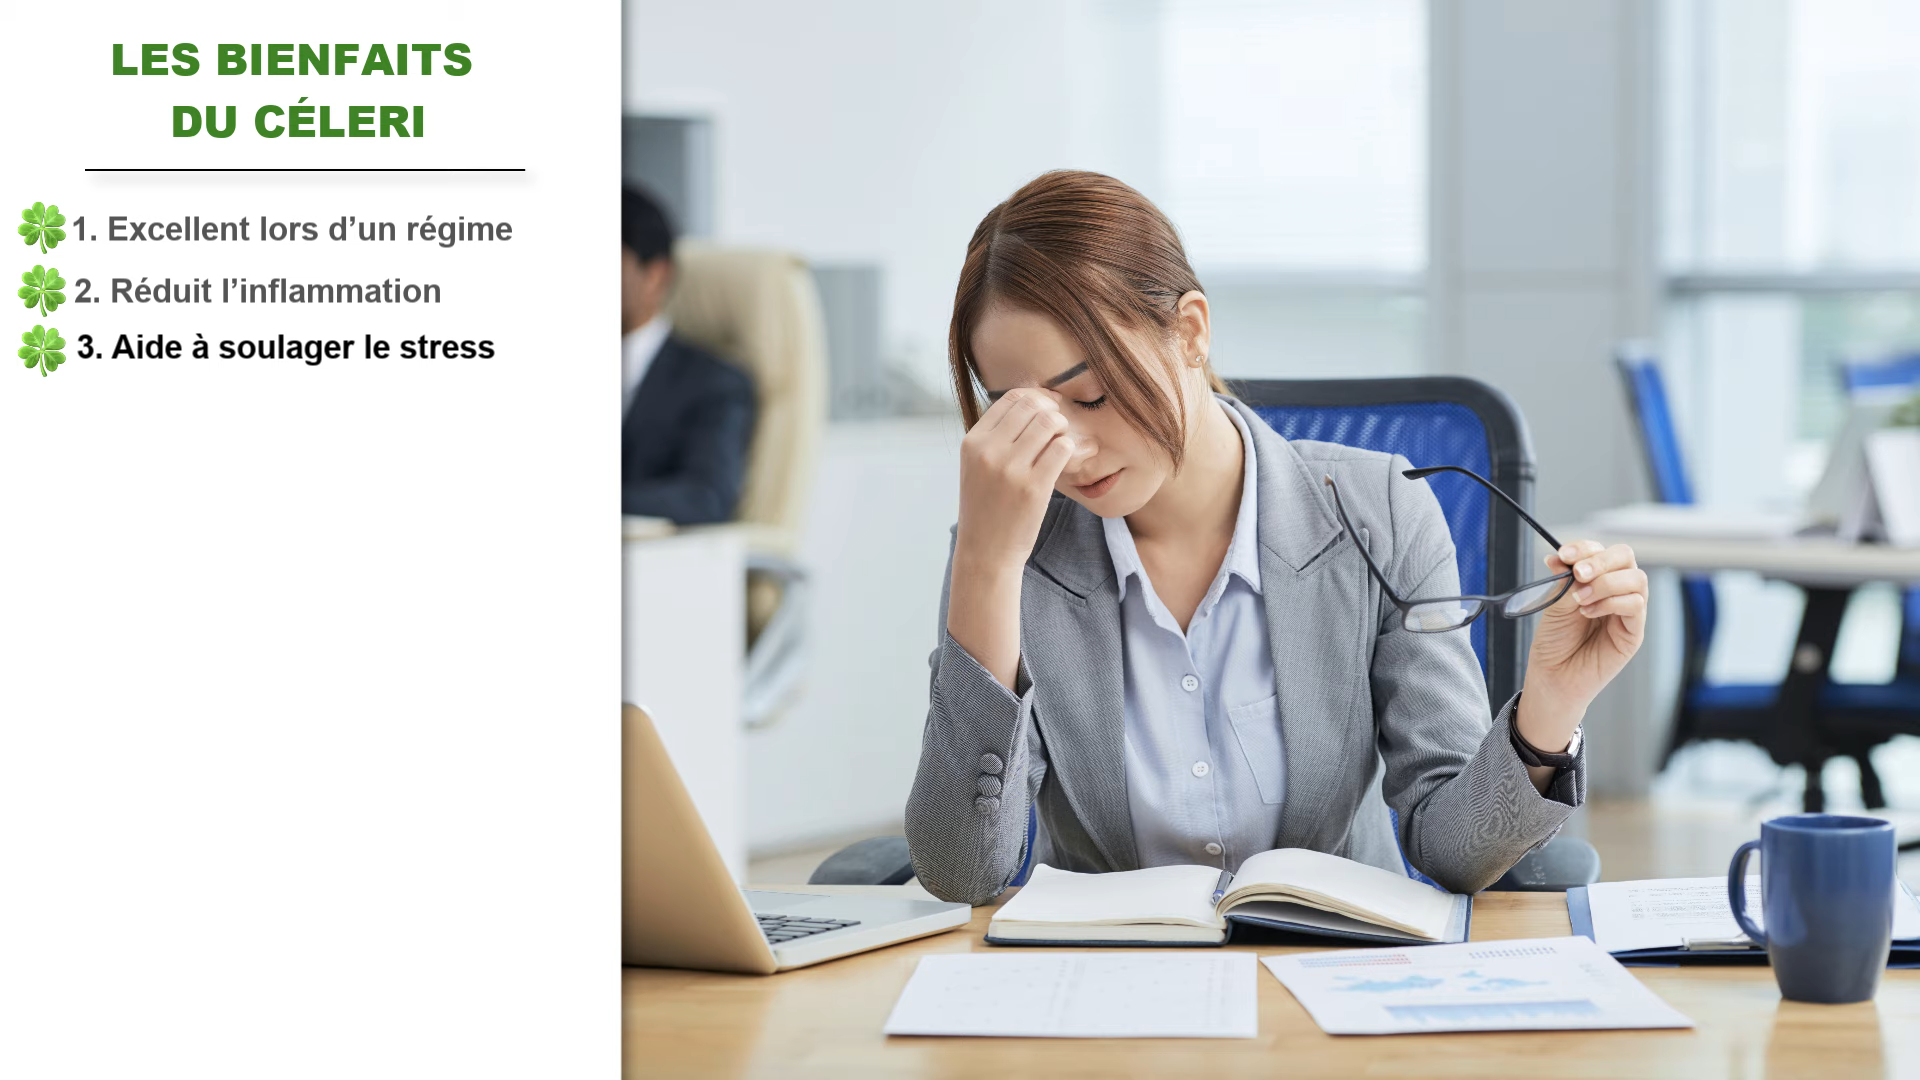 LES BIENFAITS
DU CÉLERI
1. Excellent lors d’un régime
2. Réduit l’inflammation
3. Aide à soulager le stress